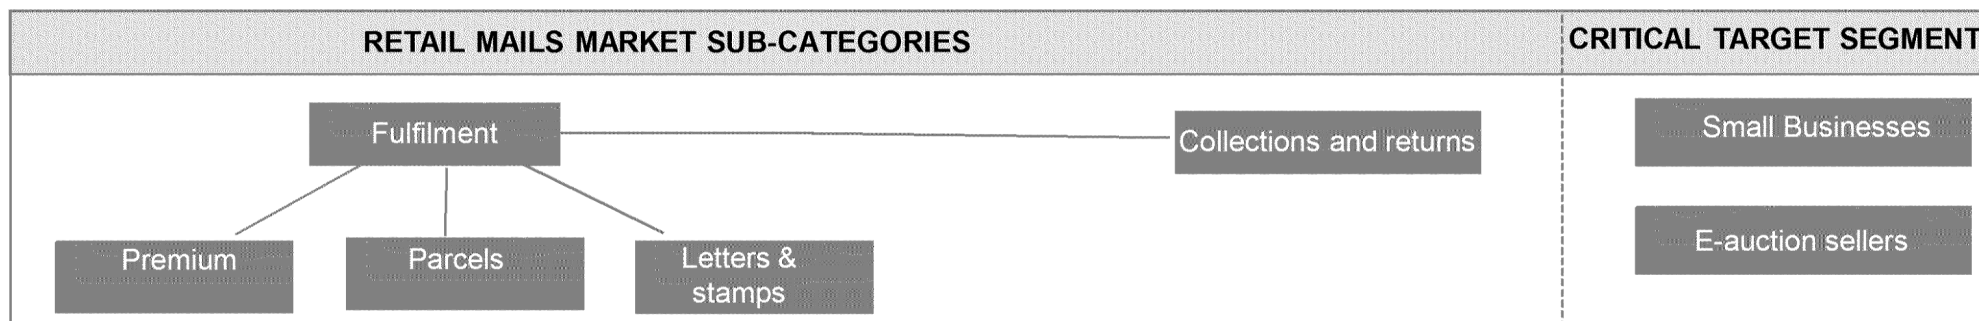 RETAIL MAILS MARKET SUB-CATEGORIES
CRITICAL TARGET SEGMENT
Fulfilment
Collections and returns
Small Businesses
E-auction sellers
Premium
Parcels
Letters &
stamps